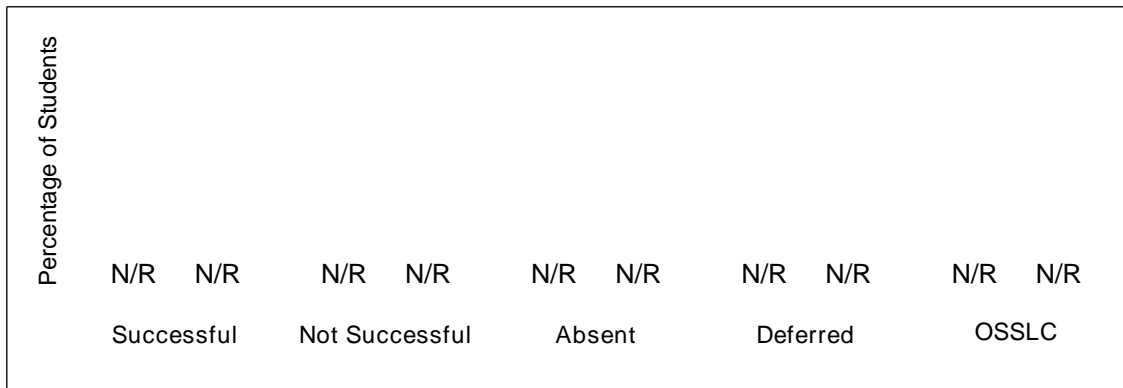 Percentage of Students
N/R N/R N/R N/R N/R N/R N/R N/R N/R N/R
Successful Not Successful Absent Deferred OSSLC